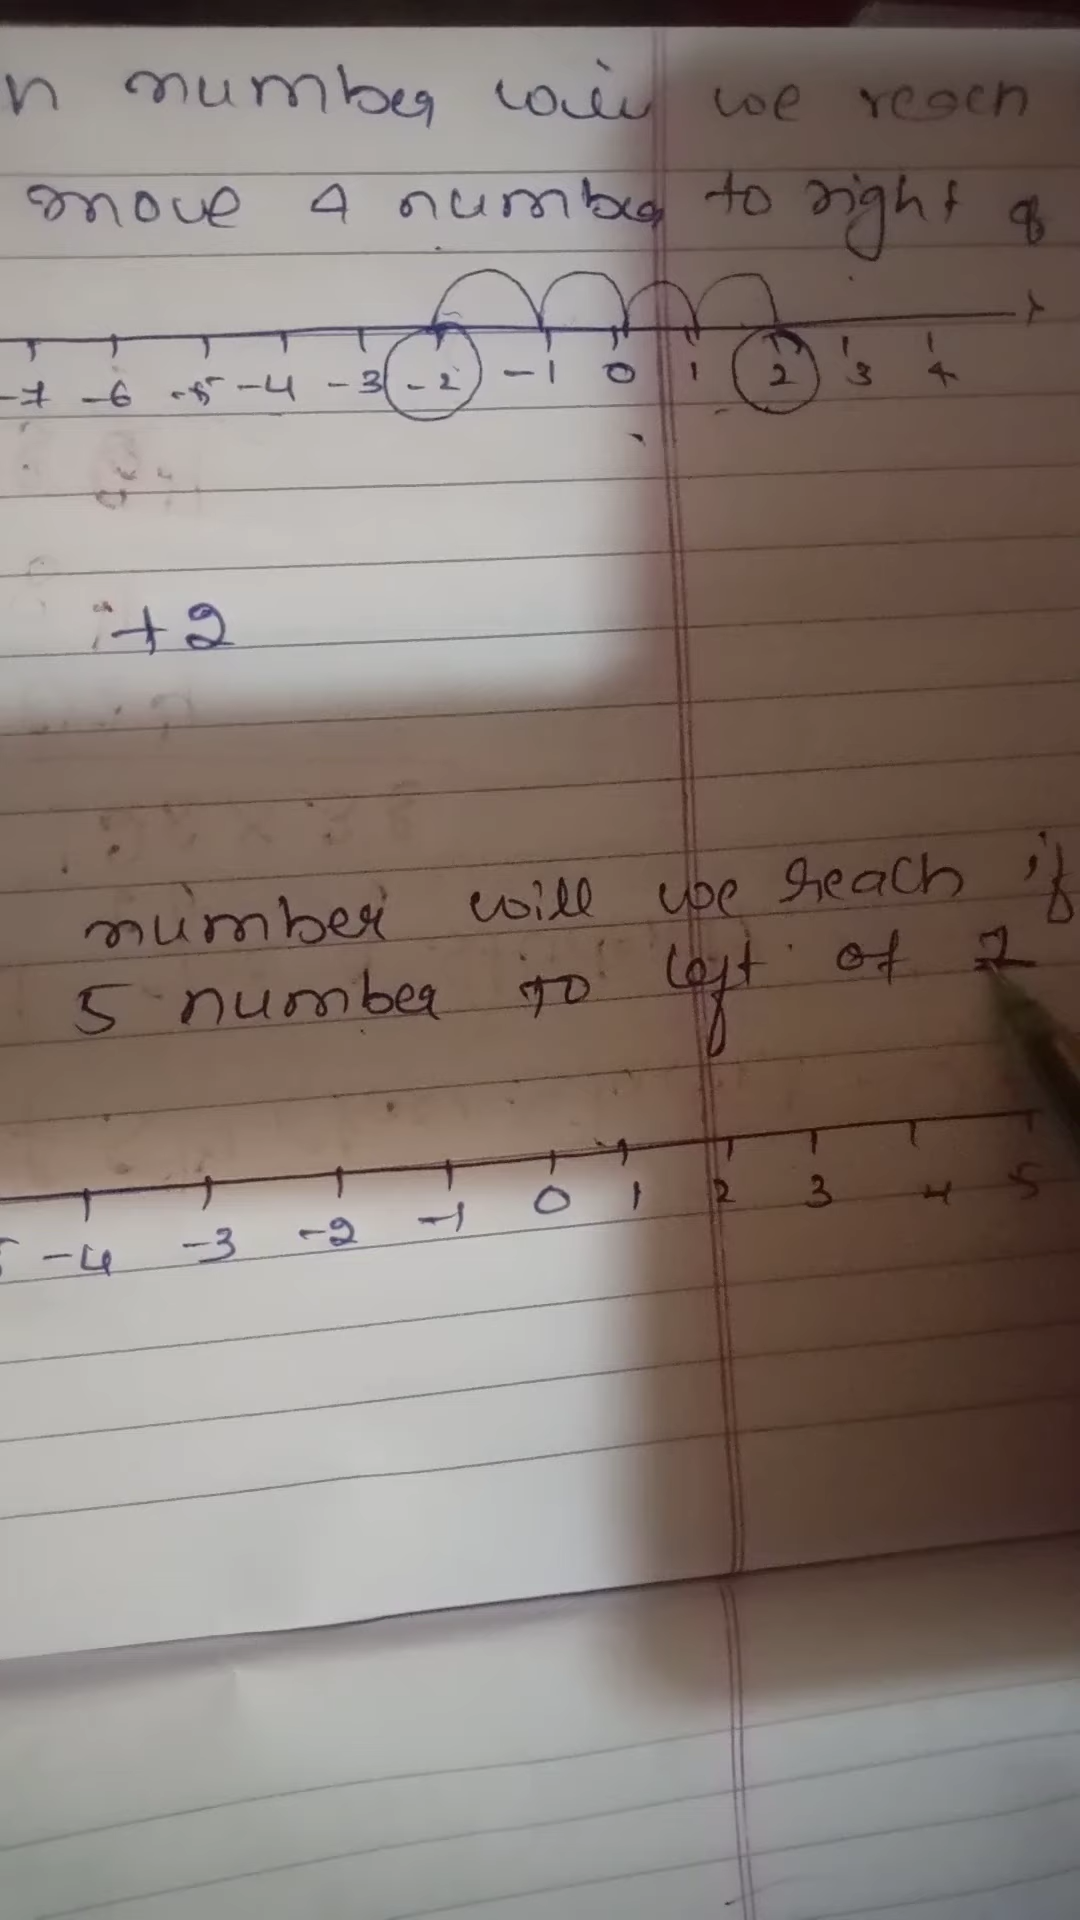 n number will we reach
move 4 number to right of
-7 -6 -5 -4 -3 -2 -1 0 1 2 3 4
+2
number will we reach if
5 number to left of
-4 -3 -2 -1 0 1 2 3 4 5